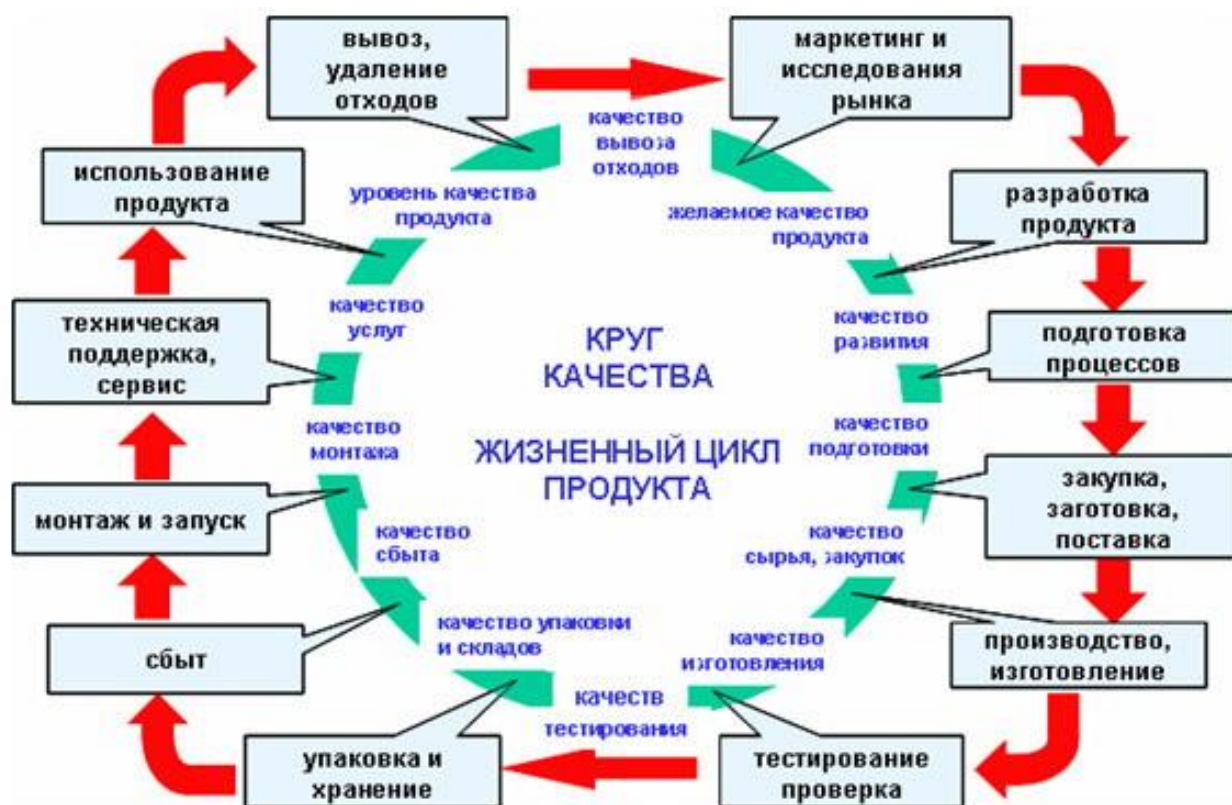 вывоз,
удаление
отходов
маркетинг и
исследования
рынка
качество
вывоза
отходов
использование
продукта
уровень качества
продукта
желаемое качество
продукта
разработка
продукта
техническая
поддержка,
сервис
качество
услуг
КРУГ
КАЧЕСТВА
качество
развития
подготовка
процессов
качество
монтажа
ЖИЗНЕННЫЙ ЦИКЛ
ПРОДУКТА
качество
подготовки
монтаж и запуск
качество
сбыта
качество
сырья, закупок
закупка,
заготовка,
поставка
сбыт
качество упаковки
и складов
качество
изготовления
производство,
изготовление
качеств
тестирования
упаковка и
хранение
тестирование
проверка